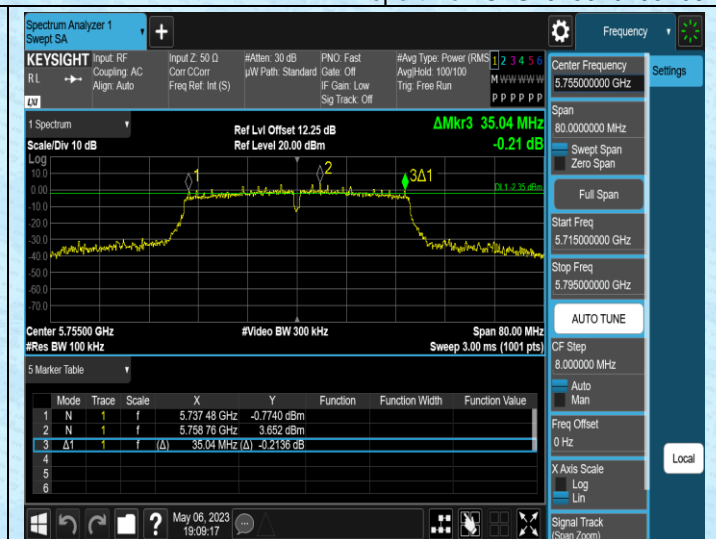 Spectrum Analyzer 1
Swept SA
Frequency
KEYSIGHT
R L
LXI
Input: RF
Coupling: AC
Align: Auto
Input Z: 50 Ω
Corr CCorr
Freq Ref: Int (S)
#Atten: 30 dB
µW Path: Standard
PNO: Fast
Gate: Off
IF Gain: Low
Sig Track: Off
#Avg Type: Power (RMS
Avg|Hold: 100/100
Trig: Free Run
1 2 3 4 5 6
M W W W W W
P P P P P P
1 Spectrum
Scale/Div 10 dB
Ref Lvl Offset 12.25 dB
Ref Level 20.00 dBm
ΔMkr3 35.04 MHz
-0.21 dB
Log
10.0
0.00
-10.0
-20.0
-30.0
-40.0
-50.0
-60.0
-70.0
1
2
3Δ1
DL1 -2.35 dBm
Center 5.75500 GHz
#Res BW 100 kHz
#Video BW 300 kHz
Span 80.00 MHz
Sweep 3.00 ms (1001 pts)
5 Marker Table
Mode Trace Scale X Y Function Function Width Function Value
1 N 1 f 5.737 48 GHz -0.7740 dBm
2 N 1 f 5.758 76 GHz 3.652 dBm
3 Δ1 1 f (Δ) 35.04 MHz (Δ) -0.2136 dB
4
5
6
May 06, 2023
19:09:17
Center Frequency
5.755000000 GHz
Span
80.0000000 MHz
Swept Span
Zero Span
Full Span
Start Freq
5.715000000 GHz
Stop Freq
5.795000000 GHz
AUTO TUNE
CF Step
8.000000 MHz
Auto
Man
Freq Offset
0 Hz
X Axis Scale
Log
Lin
Signal Track
(Span Zoom)
Settings
Local